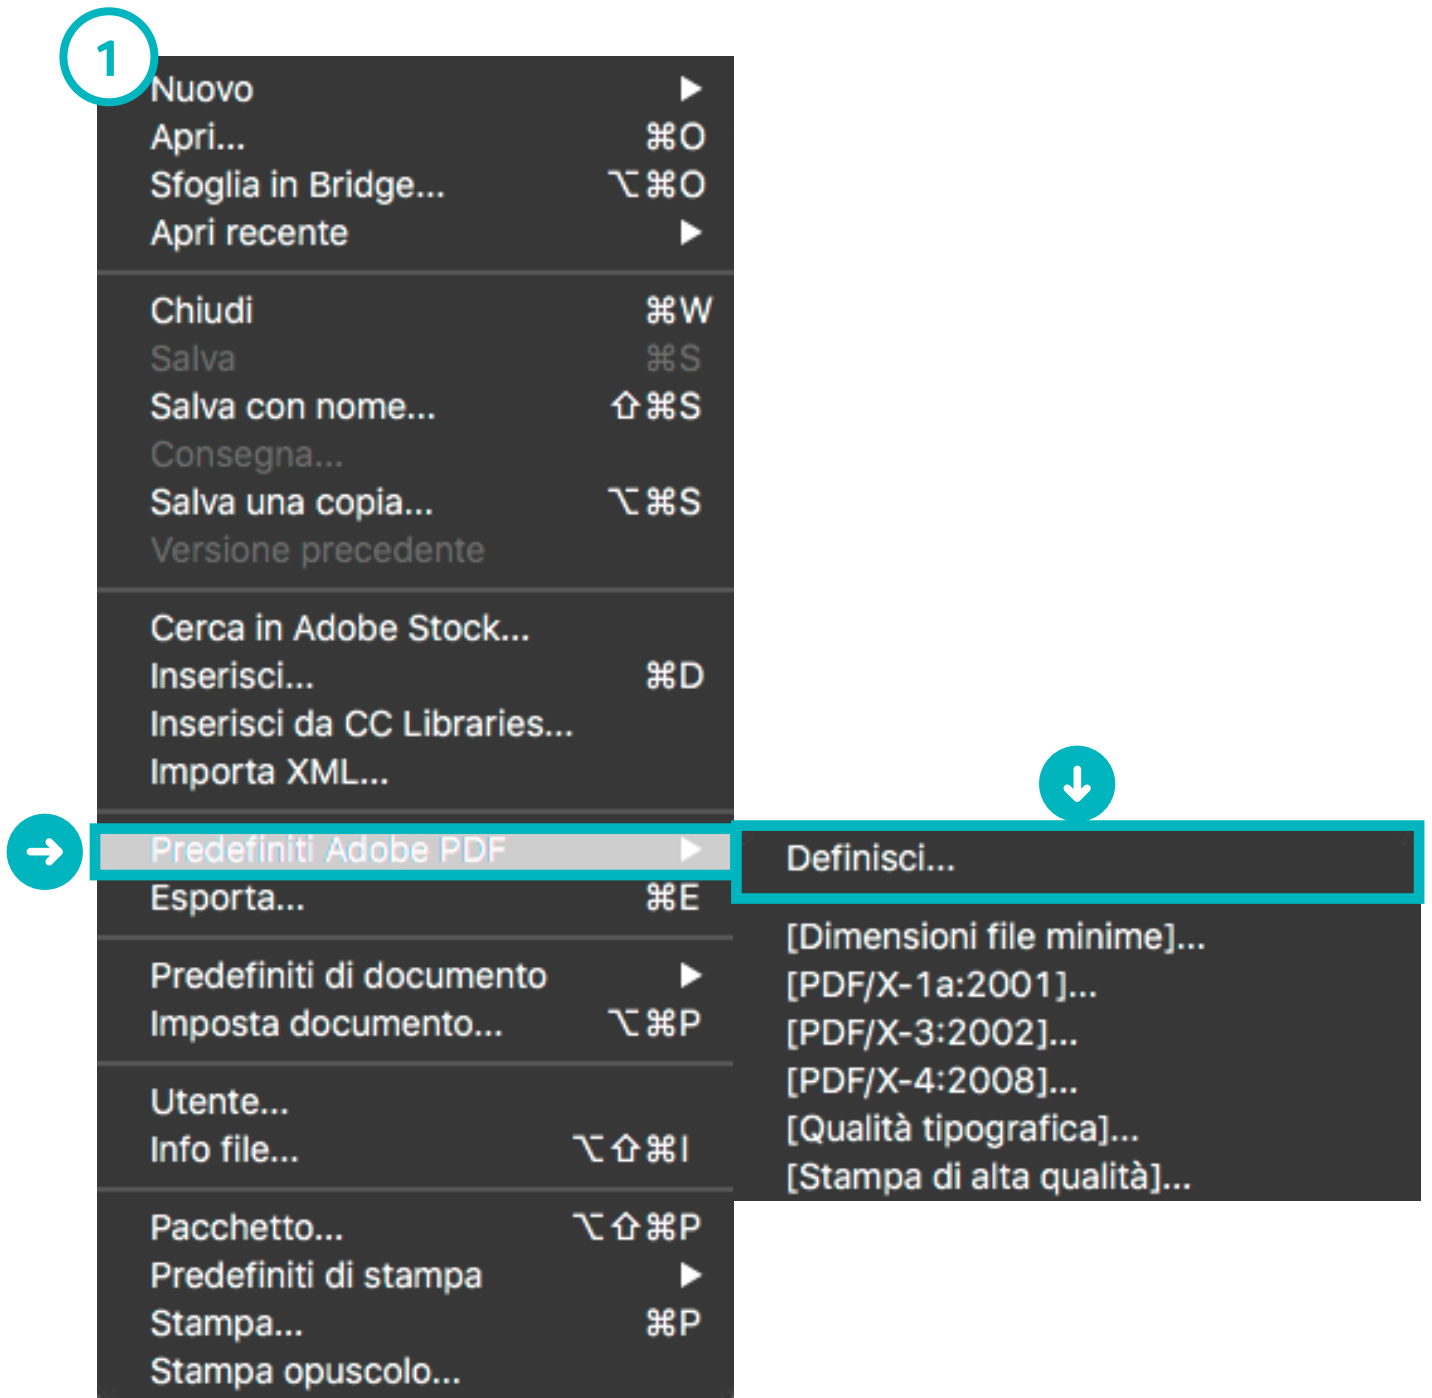 1
Nuovo ▶
Apri... ⌘O
Sfoglia in Bridge... ⌥⌘O
Apri recente ▶
Chiudi ⌘W
Salva ⌘S
Salva con nome... ⇧⌘S
Consegna...
Salva una copia... ⌥⌘S
Versione precedente
Cerca in Adobe Stock...
Inserisci... ⌘D
Inserisci da CC Libraries...
Importa XML...
Predefiniti Adobe PDF ▶
Esporta... ⌘E
Predefiniti di documento ▶
Imposta documento... ⌥⌘P
Utente...
Info file... ⌥⇧⌘I
Pacchetto... ⌥⇧⌘P
Predefiniti di stampa ▶
Stampa... ⌘P
Stampa opuscolo...
Definisci...
[Dimensioni file minime]...
[PDF/X-1a:2001]...
[PDF/X-3:2002]...
[PDF/X-4:2008]...
[Qualità tipografica]...
[Stampa di alta qualità]...